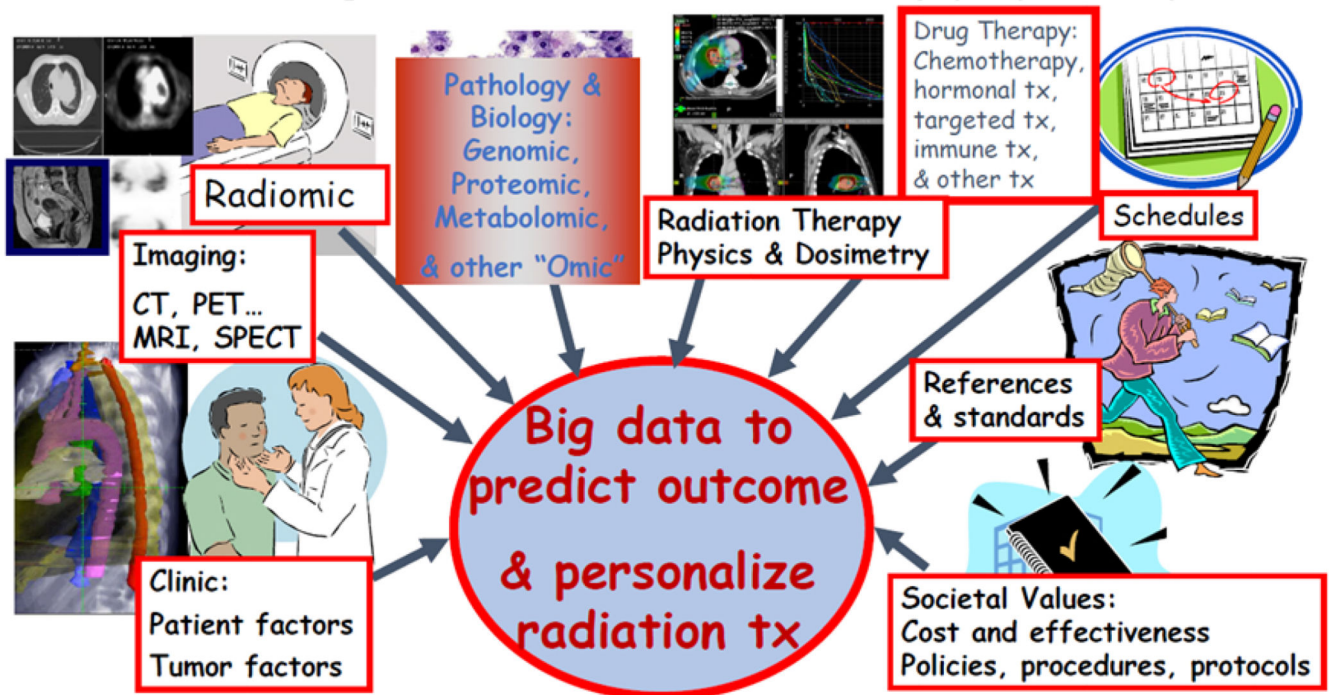 Radiomic
Imaging:
CT, PET…
MRI, SPECT
Pathology &
Biology:
Genomic,
Proteomic,
Metabolomic,
& other “Omic”
Radiation Therapy
Physics & Dosimetry
Drug Therapy:
Chemotherapy,
hormonal tx,
targeted tx,
immune tx,
& other tx
Schedules
References
& standards
Clinic:
Patient factors
Tumor factors
Big data to
predict outcome
& personalize
radiation tx
Societal Values:
Cost and effectiveness
Policies, procedures, protocols